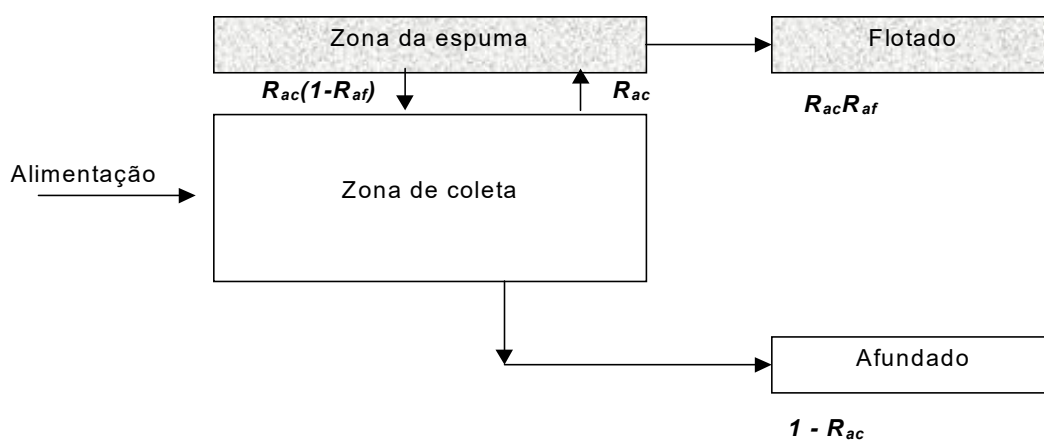 Zona da espuma
Flotado
Rac(1-Raf)
Rac
RacRaf
Alimentação
Zona de coleta
Afundado
1 - Rac